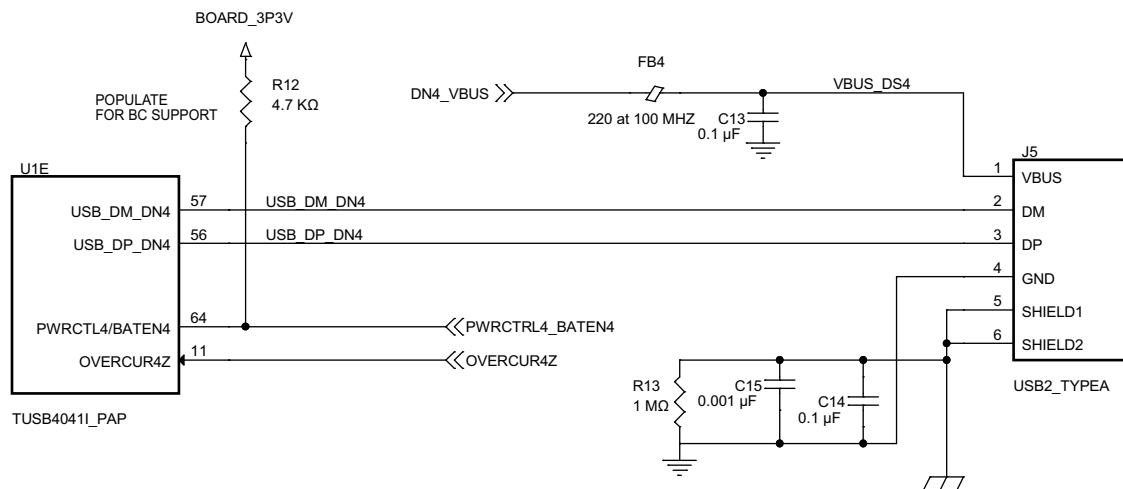 BOARD_3P3V
R12
4.7 KΩ
POPULATE
FOR BC SUPPORT
FB4
DN4_VBUS
220 at 100 MHZ
VBUS_DS4
C13
0.1 µF
U1E
USB_DM_DN4
57
USB_DM_DN4
USB_DP_DN4
56
USB_DP_DN4
PWRCTL4/BATEN4
64
PWRCTRL4_BATEN4
OVERCUR4Z
11
OVERCUR4Z
TUSB4041I_PAP
J5
1
VBUS
2
DM
3
DP
4
GND
5
SHIELD1
6
SHIELD2
USB2_TYPEA
R13
1 MΩ
C15
0.001 µF
C14
0.1 µF